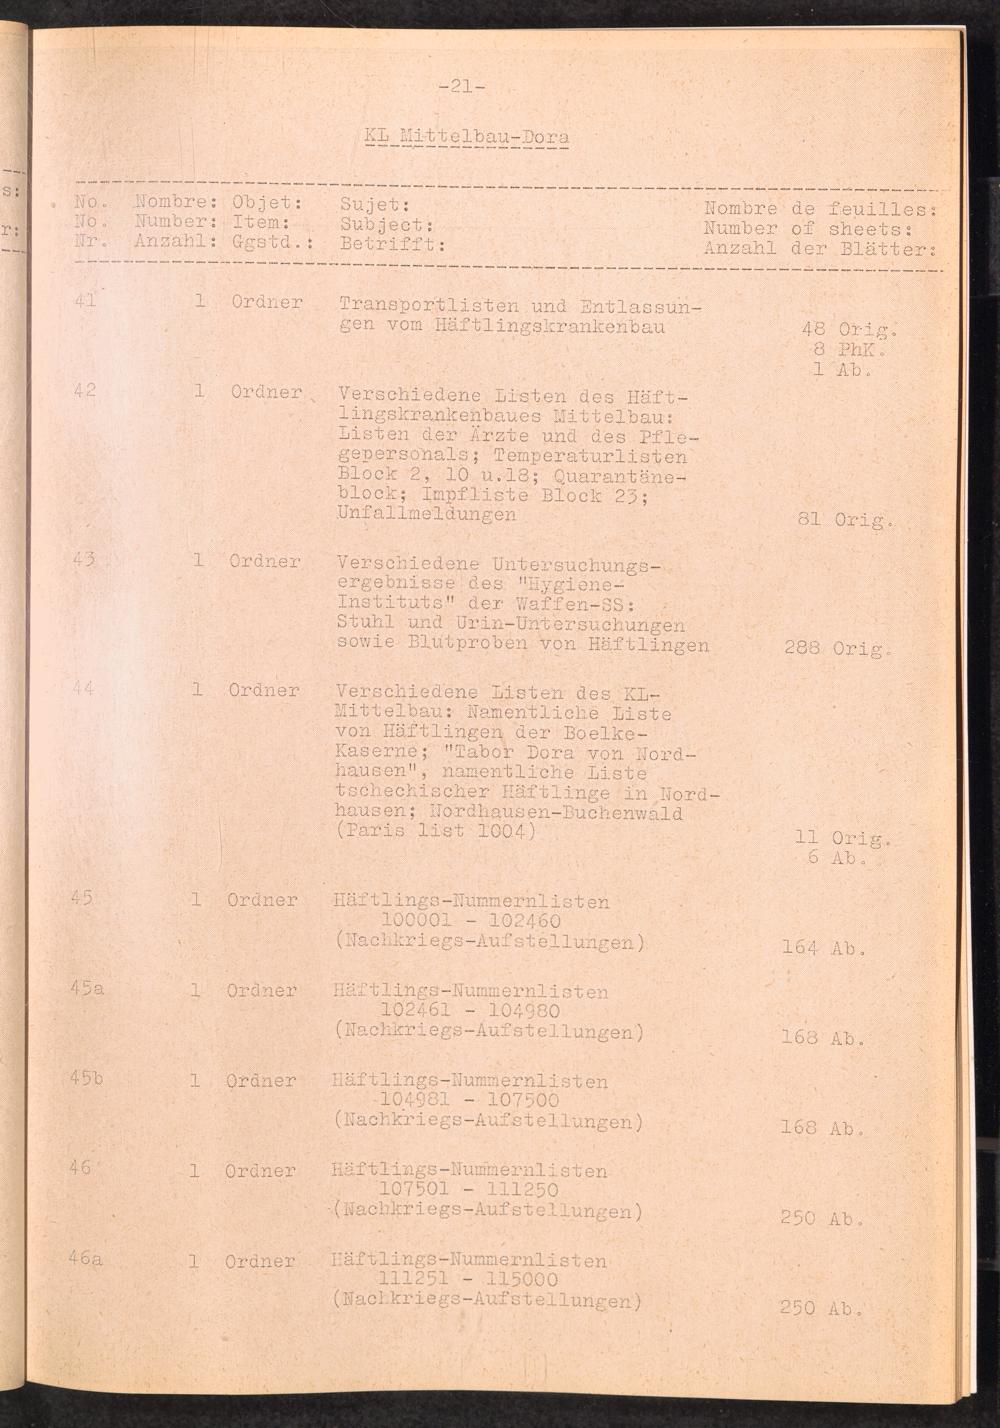 -21-
KL Mittelbau-Dora
No. Nombre: Objet: Sujet: Nombre de feuilles:
No. Number: Item: Subject: Number of sheets:
Nr. Anzahl: Ggstd.: Betrifft: Anzahl der Blätter:
41 1 Ordner Transportlisten und Entlassun-
gen vom Häftlingskrankenbau 48 Orig.
8 PhK.
1 Ab.
42 1 Ordner Verschiedene Listen des Häft-
lingskrankenbaues Mittelbau:
Listen der Ärzte und des Pfle-
gepersonals; Temperaturlisten
Block 2, 10 u.18; Quarantäne-
block; Impfliste Block 23;
Unfallmeldungen 81 Orig.
43 1 Ordner Verschiedene Untersuchungs-
ergebnisse des "Hygiene-
Instituts" der Waffen-SS:
Stuhl und Urin-Untersuchungen
sowie Blutproben von Häftlingen 288 Orig.
44 1 Ordner Verschiedene Listen des KL-
Mittelbau: Namentliche Liste
von Häftlingen der Boelke-
Kaserne; "Tabor Dora von Nord-
hausen", namentliche Liste
tschechischer Häftlinge in Nord-
hausen; Nordhausen-Buchenwald
(Paris list 1004) 11 Orig.
6 Ab.
45 1 Ordner Häftlings-Nummernlisten
100001 - 102460
(Nachkriegs-Aufstellungen) 164 Ab.
45a 1 Ordner Häftlings-Nummernlisten
102461 - 104980
(Nachkriegs-Aufstellungen) 168 Ab.
45b 1 Ordner Häftlings-Nummernlisten
104981 - 107500
(Nachkriegs-Aufstellungen) 168 Ab.
46 1 Ordner Häftlings-Nummernlisten
107501 - 111250
(Nachkriegs-Aufstellungen) 250 Ab.
46a 1 Ordner Häftlings-Nummernlisten
111251 - 115000
(Nachkriegs-Aufstellungen) 250 Ab.